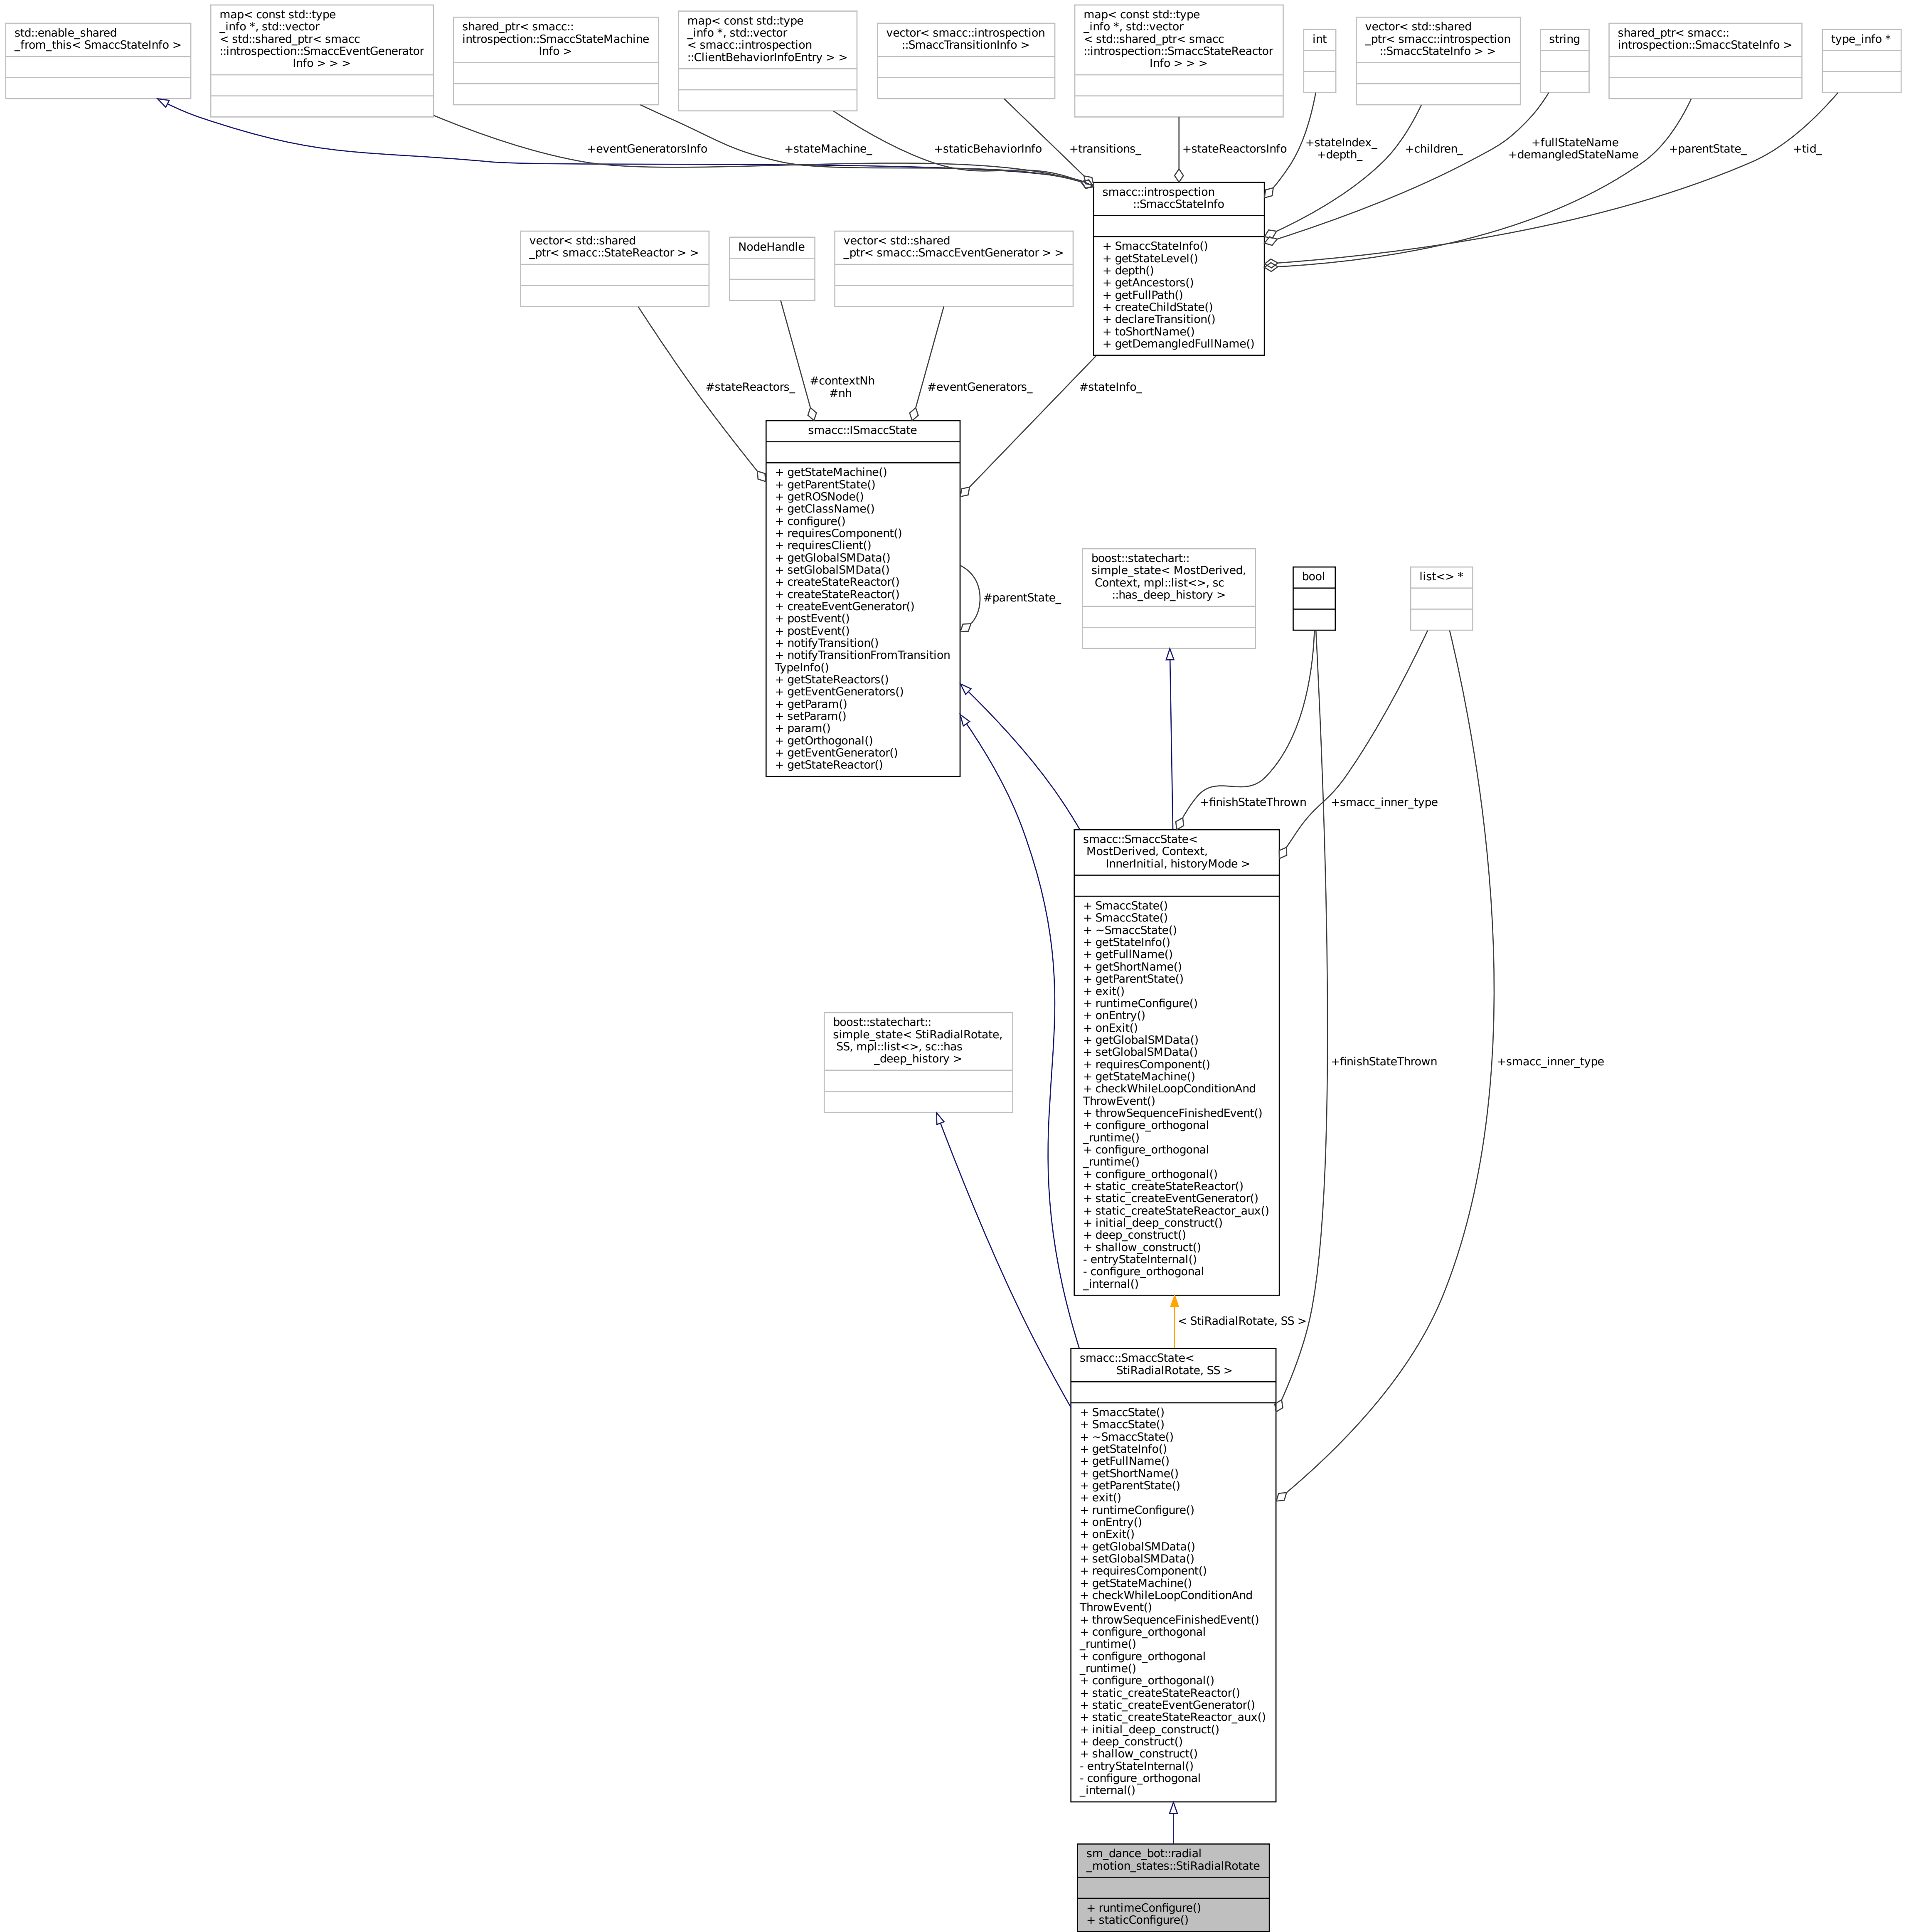 std::enable_shared
_from_this< SmaccStateInfo >
map< const std::type
_info *, std::vector
< std::shared_ptr< smacc
::introspection::SmaccEventGenerator
Info > > >
shared_ptr< smacc::
introspection::SmaccStateMachine
Info >
map< const std::type
_info *, std::vector
< smacc::introspection
::ClientBehaviorInfoEntry > >
vector< smacc::introspection
::SmaccTransitionInfo >
map< const std::type
_info *, std::vector
< std::shared_ptr< smacc
::introspection::SmaccStateReactor
Info > > >
int
vector< std::shared
_ptr< smacc::introspection
::SmaccStateInfo > >
string
shared_ptr< smacc::
introspection::SmaccStateInfo >
type_info *
+eventGeneratorsInfo
+stateMachine_
+staticBehaviorInfo
+transitions_
+stateReactorsInfo
+stateIndex_
+depth_
+children_
+fullStateName
+demangledStateName
+parentState_
+tid_
smacc::introspection
::SmaccStateInfo
+ SmaccStateInfo()
+ getStateLevel()
+ depth()
+ getAncestors()
+ getFullPath()
+ createChildState()
+ declareTransition()
+ toShortName()
+ getDemangledFullName()
vector< std::shared
_ptr< smacc::StateReactor > >
NodeHandle
vector< std::shared
_ptr< smacc::SmaccEventGenerator > >
#stateReactors_
#contextNh
#nh
#eventGenerators_
#stateInfo_
smacc::ISmaccState
+ getStateMachine()
+ getParentState()
+ getROSNode()
+ getClassName()
+ configure()
+ requiresComponent()
+ requiresClient()
+ getGlobalSMData()
+ setGlobalSMData()
+ createStateReactor()
+ createStateReactor()
+ createEventGenerator()
+ postEvent()
+ postEvent()
+ notifyTransition()
+ notifyTransitionFromTransition
TypeInfo()
+ getStateReactors()
+ getEventGenerators()
+ getParam()
+ setParam()
+ param()
+ getOrthogonal()
+ getEventGenerator()
+ getStateReactor()
#parentState_
boost::statechart::
simple_state< MostDerived,
Context, mpl::list<>, sc
::has_deep_history >
bool
list<> *
+finishStateThrown
+smacc_inner_type
smacc::SmaccState<
MostDerived, Context,
InnerInitial, historyMode >
+ SmaccState()
+ SmaccState()
+ ~SmaccState()
+ getStateInfo()
+ getFullName()
+ getShortName()
+ getParentState()
+ exit()
+ runtimeConfigure()
+ onEntry()
+ onExit()
+ getGlobalSMData()
+ setGlobalSMData()
+ requiresComponent()
+ getStateMachine()
+ checkWhileLoopConditionAnd
ThrowEvent()
+ throwSequenceFinishedEvent()
+ configure_orthogonal
_runtime()
+ configure_orthogonal
_runtime()
+ configure_orthogonal()
+ static_createStateReactor()
+ static_createEventGenerator()
+ static_createStateReactor_aux()
+ initial_deep_construct()
+ deep_construct()
+ shallow_construct()
- entryStateInternal()
- configure_orthogonal
_internal()
boost::statechart::
simple_state< StiRadialRotate,
SS, mpl::list<>, sc::has
_deep_history >
+finishStateThrown
+smacc_inner_type
< StiRadialRotate, SS >
smacc::SmaccState<
StiRadialRotate, SS >
+ SmaccState()
+ SmaccState()
+ ~SmaccState()
+ getStateInfo()
+ getFullName()
+ getShortName()
+ getParentState()
+ exit()
+ runtimeConfigure()
+ onEntry()
+ onExit()
+ getGlobalSMData()
+ setGlobalSMData()
+ requiresComponent()
+ getStateMachine()
+ checkWhileLoopConditionAnd
ThrowEvent()
+ throwSequenceFinishedEvent()
+ configure_orthogonal
_runtime()
+ configure_orthogonal
_runtime()
+ configure_orthogonal()
+ static_createStateReactor()
+ static_createEventGenerator()
+ static_createStateReactor_aux()
+ initial_deep_construct()
+ deep_construct()
+ shallow_construct()
- entryStateInternal()
- configure_orthogonal
_internal()
sm_dance_bot::radial
_motion_states::StiRadialRotate
+ runtimeConfigure()
+ staticConfigure()